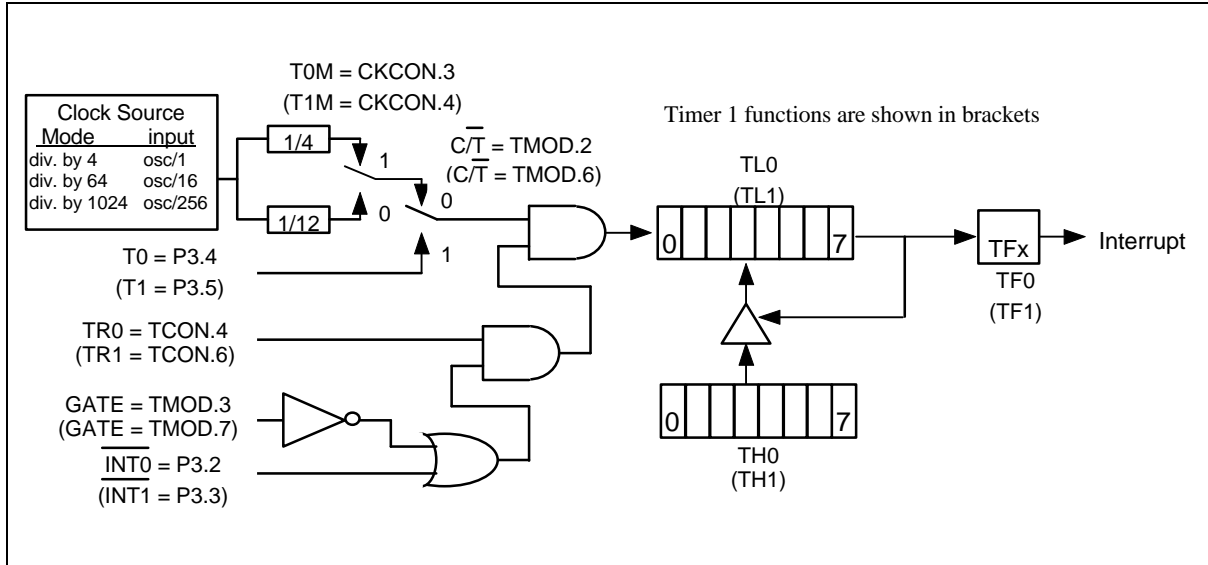 T0M = CKCON.3
(T1M = CKCON.4)
Clock Source
Mode input
div. by 4 osc/1
div. by 64 osc/16
div. by 1024 osc/256
1/4
1/12
1
0
C/T = TMOD.2
(C/T = TMOD.6)
0
1
T0 = P3.4
(T1 = P3.5)
TR0 = TCON.4
(TR1 = TCON.6)
GATE = TMOD.3
(GATE = TMOD.7)
INT0 = P3.2
(INT1 = P3.3)
Timer 1 functions are shown in brackets
TL0
(TL1)
0 7
TFx
TF0
(TF1)
Interrupt
0 7
TH0
(TH1)